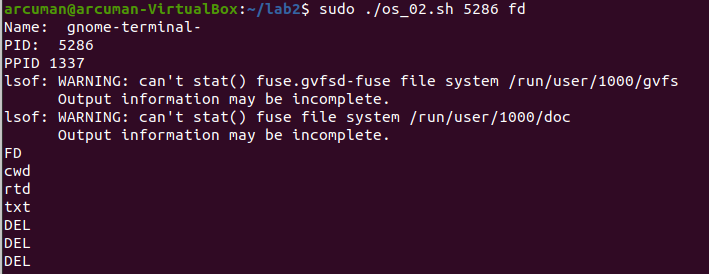 arcuman@arcuman-VirtualBox:~/lab2$ sudo ./os_02.sh 5286 fd
Name:  gnome-terminal-
PID:  5286
PPID 1337
lsof: WARNING: can't stat() fuse.gvfsd-fuse file system /run/user/1000/gvfs
      Output information may be incomplete.
lsof: WARNING: can't stat() fuse file system /run/user/1000/doc
      Output information may be incomplete.
FD
cwd
rtd
txt
DEL
DEL
DEL